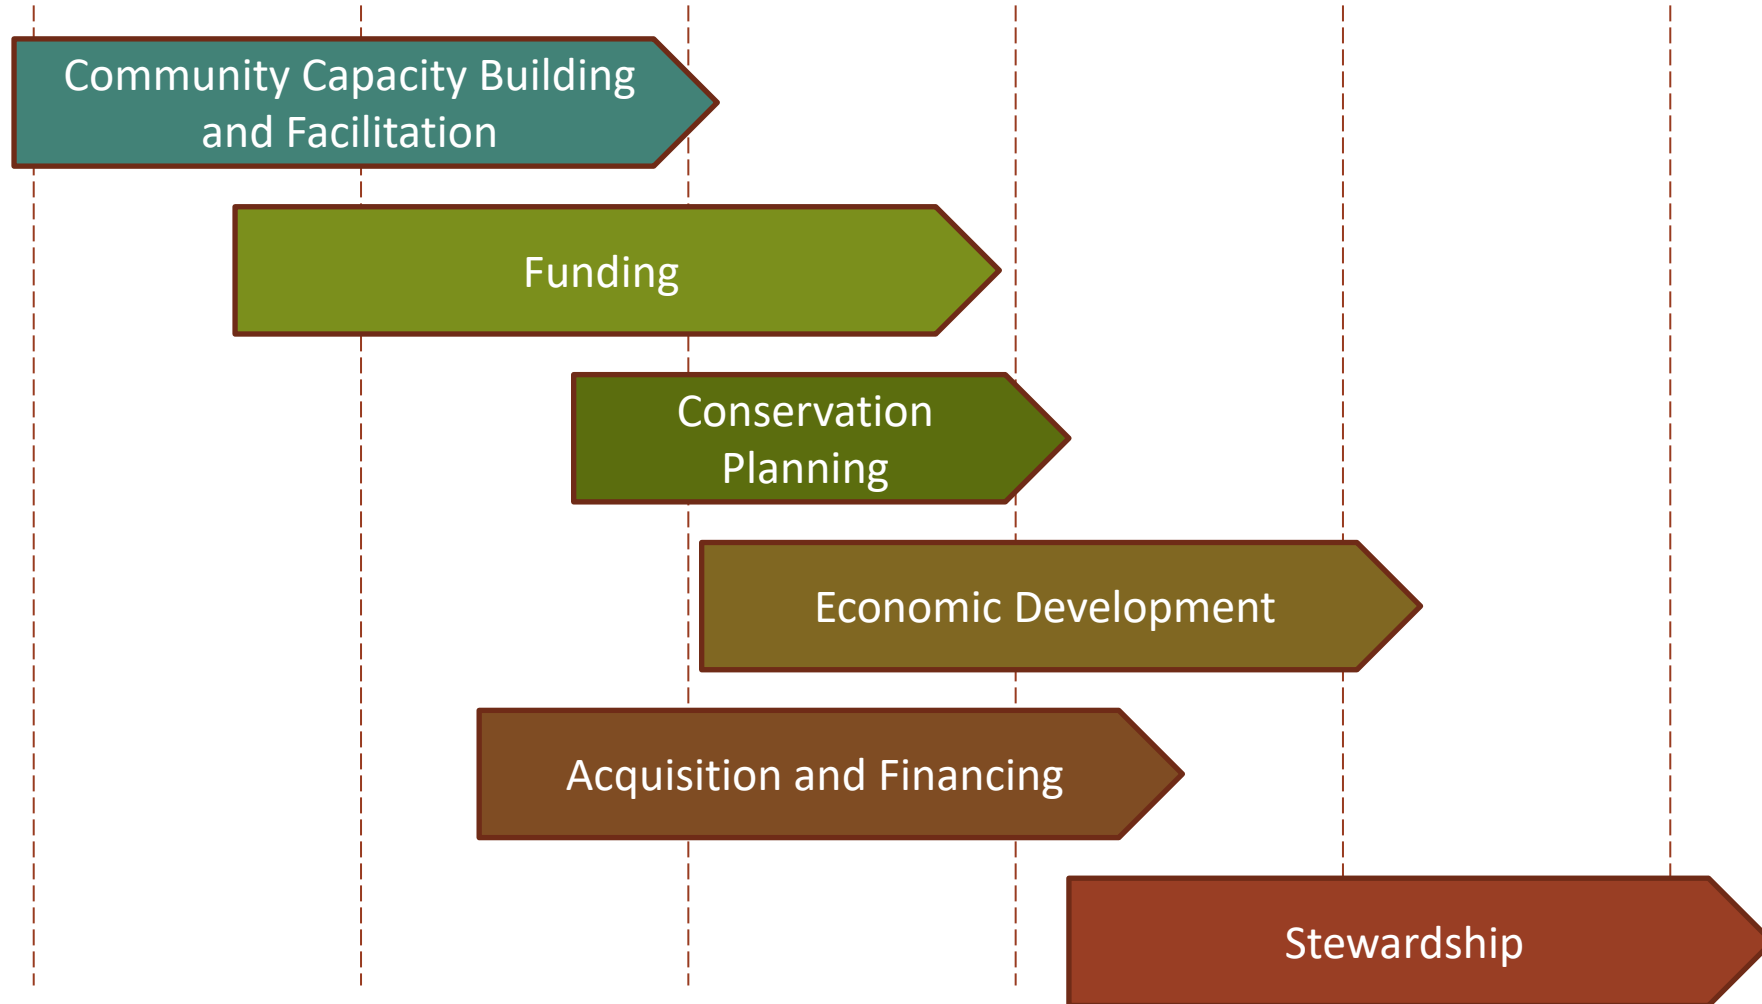 Community Capacity Building
and Facilitation
Funding
Conservation
Planning
Economic Development
Acquisition and Financing
Stewardship